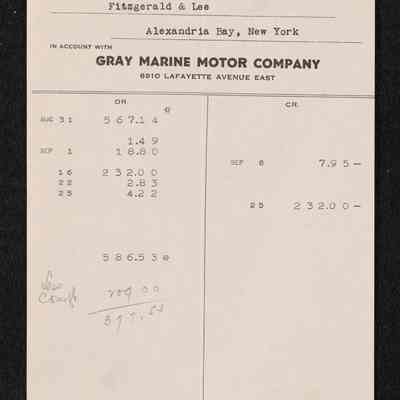 Fitzgerald & Lee
Alexandria Bay, New York
IN ACCOUNT WITH
GRAY MARINE MOTOR COMPANY
6910 LAFAYETTE AVENUE EAST
DR. CR.
AUG 31 567.14 @
1.49
SEP 1 18.80
SEP 8 7.95-
16 232.00
22 2.83
25 4.22
25 232.00-
586.53 @
209 00